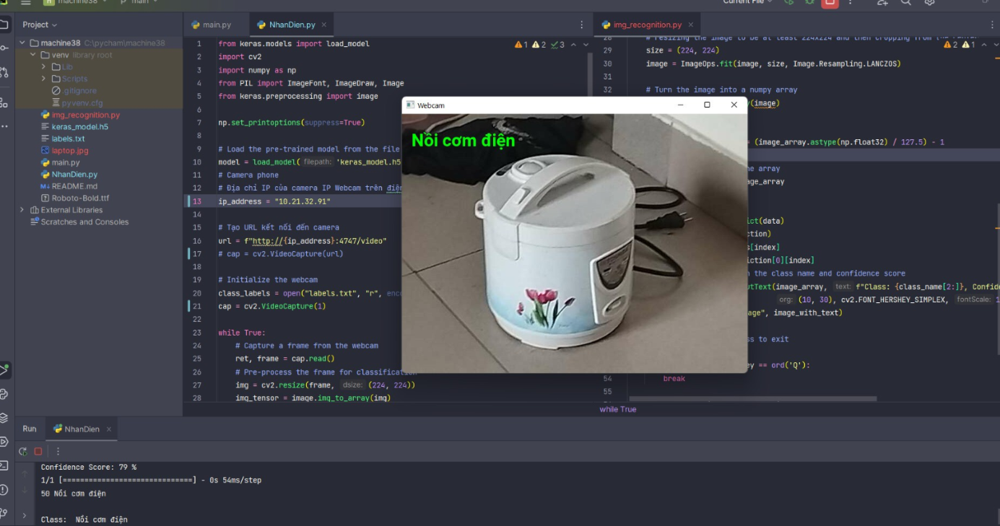 machine38
main
Current File
Project
main.py
NhanDien.py
img_recognition.py
machine38 C:\pycham\machine38
venv library root
Lib
Scripts
.gitignore
pyvenv.cfg
img_recognition.py
keras_model.h5
labels.txt
laptop.jpg
main.py
NhanDien.py
README.md
Roboto-Bold.ttf
External Libraries
Scratches and Consoles
1 from keras.models import load_model
2 import cv2
3 import numpy as np
4 from PIL import ImageFont, ImageDraw, Image
5 from keras.preprocessing import image
6
7 np.set_printoptions(suppress=True)
8
9 # Load the pre-trained model from the file
10 model = load_model( filepath: 'keras_model.h5
11 # Camera phone
12 # Địa chỉ IP của camera IP Webcam trên điện
13 ip_address = "10.21.32.91"
14
15 # Tạo URL kết nối đến camera
16 url = f"http://{ip_address}:4747/video"
17 # cap = cv2.VideoCapture(url)
18
19 # Initialize the webcam
20 class_labels = open("labels.txt", "r", enco
21 cap = cv2.VideoCapture(1)
22
23 while True:
24 # Capture a frame from the webcam
25 ret, frame = cap.read()
26 # Pre-process the frame for classification
27 img = cv2.resize(frame, dsize: (224, 224))
28 img_tensor = image.img_to_array(img)
1 2 3
2 1
28 # resizing the image to be at least 224x224 and then cropping from the center
29 size = (224, 224)
30 image = ImageOps.fit(image, size, Image.Resampling.LANCZOS)
31
32 # Turn the image into a numpy array
y(image)
= (image_array.astype(np.float32) / 127.5) - 1
e array
ge_array
ict(data)
ction)
s[index]
iction[0][index]
n the class name and confidence score
utText(image_array, text: f"Class: {class_name[2:]}, Confid
org: (10, 30), cv2.FONT_HERSHEY_SIMPLEX, fontScale: 1
age", image_with_text)
ss to exit
ey == ord('Q'):
54 break
55
while True
Webcam
Nồi cơm điện
Run
NhanDien
Confidence Score: 79 %
1/1 [==============================] - 0s 54ms/step
50 Nồi cơm điện
Class: Nồi cơm điện